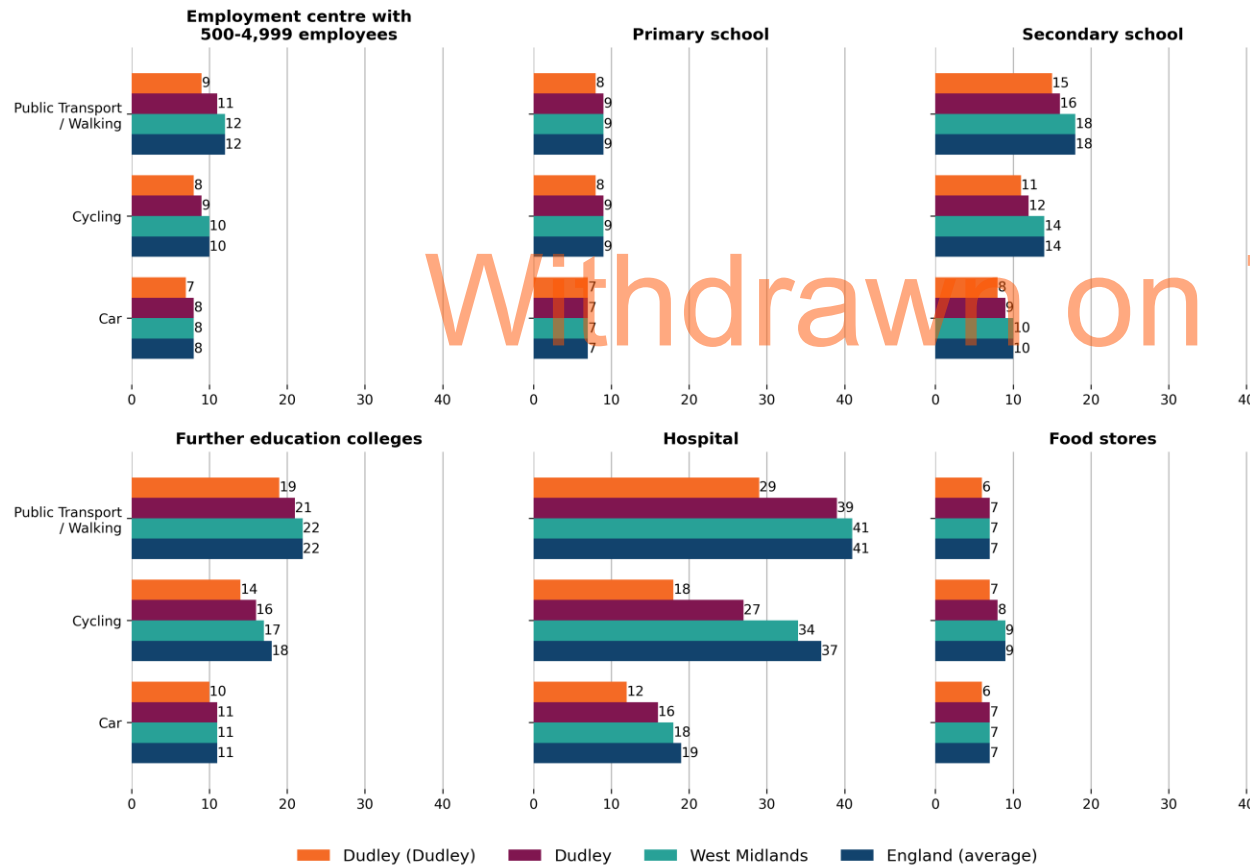 Employment centre with
500-4,999 employees
Primary school
Secondary school
Public Transport
/ Walking
9
11
12
12
8
9
9
9
15
16
18
18
Cycling
8
9
10
10
8
9
9
9
11
12
14
14
Car
7
8
8
8
7
7
7
7
8
9
10
10
Withdrawn on
0 10 20 30 40
0 10 20 30 40
0 10 20 30 40
Further education colleges
Hospital
Food stores
Public Transport
/ Walking
19
21
22
22
29
39
41
41
6
7
7
7
Cycling
14
16
17
18
18
27
34
37
7
8
9
9
Car
10
11
11
11
12
16
18
19
6
7
7
7
0 10 20 30 40
0 10 20 30 40
0 10 20 30 40
Dudley (Dudley)
Dudley
West Midlands
England (average)